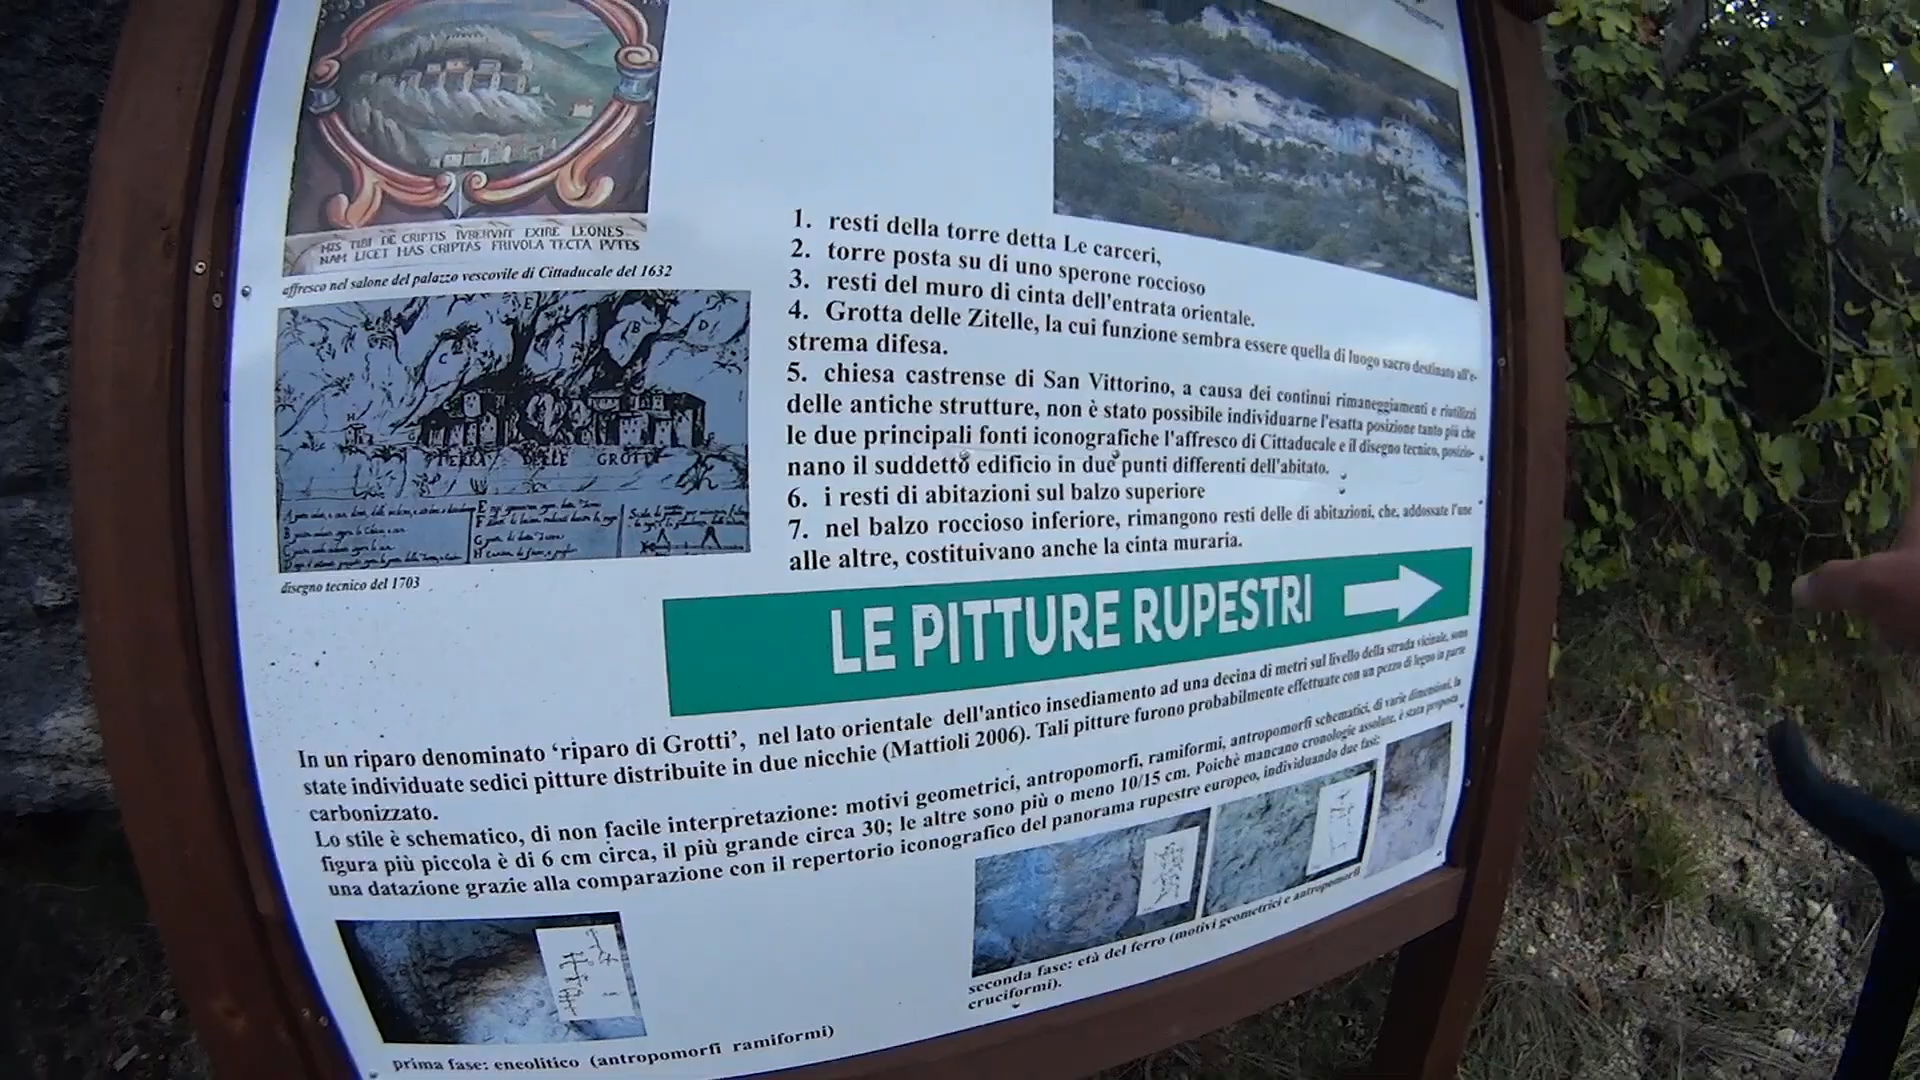 HIS TIBI DE CRIPTIS IVBERVNT EXIRE LEONES
NAM LICET HAS CRIPTAS FRIVOLA TECTA PVTES
affresco nel salone del palazzo vescovile di Cittaducale del 1632
TERRA DELLE GROTTI
disegno tecnico del 1703
1. resti della torre detta Le carceri,
2. torre posta su di uno sperone roccioso
3. resti del muro di cinta dell'entrata orientale.
4. Grotta delle Zitelle, la cui funzione sembra essere quella di luogo sacro destinato all'e-
strema difesa.
5. chiesa castrense di San Vittorino, a causa dei continui rimaneggiamenti e riutilizzi
delle antiche strutture, non è stato possibile individuarne l'esatta posizione tanto più che
le due principali fonti iconografiche l'affresco di Cittaducale e il disegno tecnico, posizio-
nano il suddetto edificio in due punti differenti dell'abitato.
6. i resti di abitazioni sul balzo superiore
7. nel balzo roccioso inferiore, rimangono resti delle di abitazioni, che, addossate l'une
alle altre, costituivano anche la cinta muraria.
LE PITTURE RUPESTRI
In un riparo denominato ‘riparo di Grotti’, nel lato orientale dell'antico insediamento ad una decina di metri sul livello della strada vicinale, sono
state individuate sedici pitture distribuite in due nicchie (Mattioli 2006). Tali pitture furono probabilmente effettuate con un pezzo di legno in parte
carbonizzato.
Lo stile è schematico, di non facile interpretazione: motivi geometrici, antropomorfi, ramiformi, antropomorfi schematici, di varie dimensioni, la
figura più piccola è di 6 cm circa, il più grande circa 30; le altre sono più o meno 10/15 cm. Poichè mancano cronologie assolute, è stata proposta
una datazione grazie alla comparazione con il repertorio iconografico del panorama rupestre europeo, individuando due fasi:
prima fase: eneolitico (antropomorfi ramiformi)
seconda fase: età del ferro (motivi geometrici e antropomorfi
cruciformi).